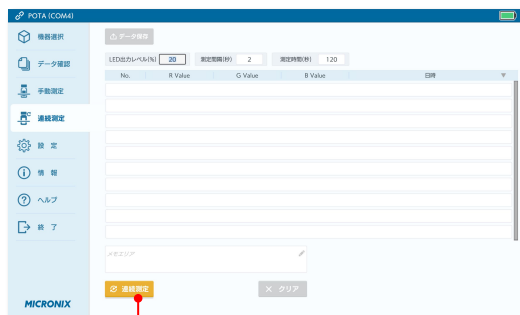 POTA (COM4)
機器選択
データ確認
手動測定
連続測定
設 定
情 報
ヘルプ
終 了
MICRONIX
データ保存
LED出力レベル(%) 20 測定間隔(秒) 2 測定時間(秒) 120
No. R Value G Value B Value 日時 ▼
メモエリア
連続測定
× クリア